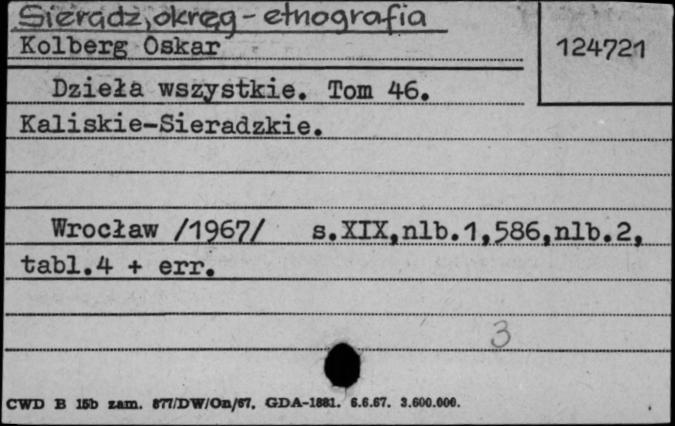 Sieradz, okręg - etnografia
Kolberg Oskar
124721
Dzieła wszystkie. Tom 46.
Kaliskie-Sieradzkie.
Wrocław /1967/ s.XIX,nlb.1,586,nlb.2,
tabl.4 + err.
3
CWD B 15b zam. 877/DW/On/67. GDA-1881. 6.6.67. 3.600.000.